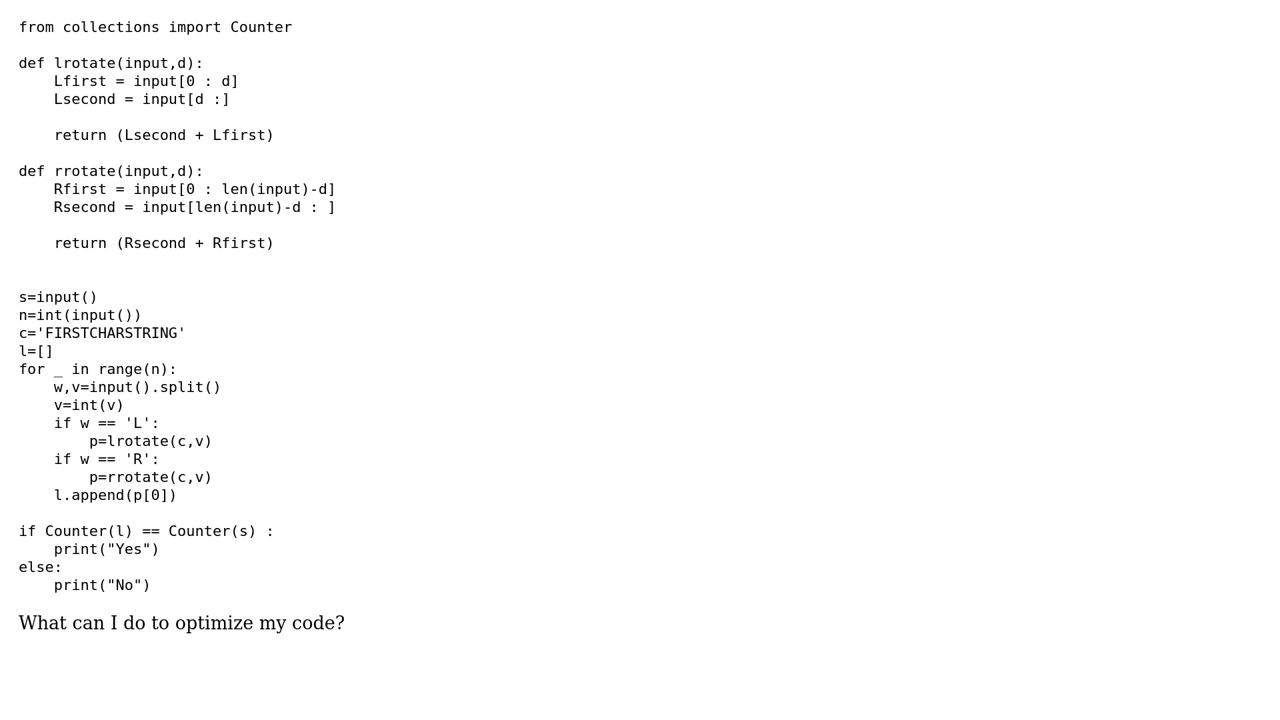 from collections import Counter
def lrotate(input,d):
    Lfirst = input[0 : d]
    Lsecond = input[d :]
    return (Lsecond + Lfirst)
def rrotate(input,d):
    Rfirst = input[0 : len(input)-d]
    Rsecond = input[len(input)-d : ]
    return (Rsecond + Rfirst)
s=input()
n=int(input())
c='FIRSTCHARSTRING'
l=[]
for _ in range(n):
    w,v=input().split()
    v=int(v)
    if w == 'L':
        p=lrotate(c,v)
    if w == 'R':
        p=rrotate(c,v)
    l.append(p[0])
if Counter(l) == Counter(s) :
    print("Yes")
else:
    print("No")
What can I do to optimize my code?